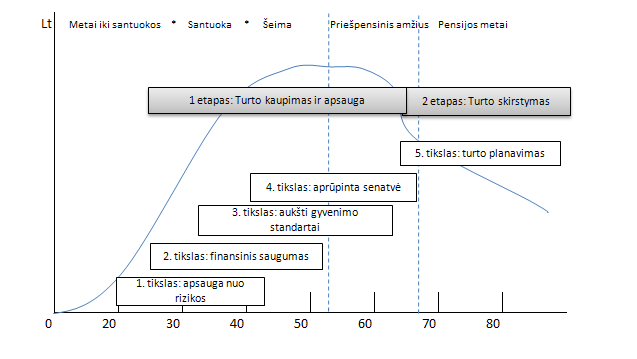 Lt Metai iki santuokos * Santuoka * Šeima Priešpensinis amžius Pensijos metai
1 etapas: Turto kaupimas ir apsauga 2 etapas: Turto skirstymas
5. tikslas: turto planavimas
4. tikslas: aprūpinta senatvė
3. tikslas: aukšti gyvenimo
standartai
2. tikslas: finansinis saugumas
1. tikslas: apsauga nuo
rizikos
0 20 30 40 50 60 70 80